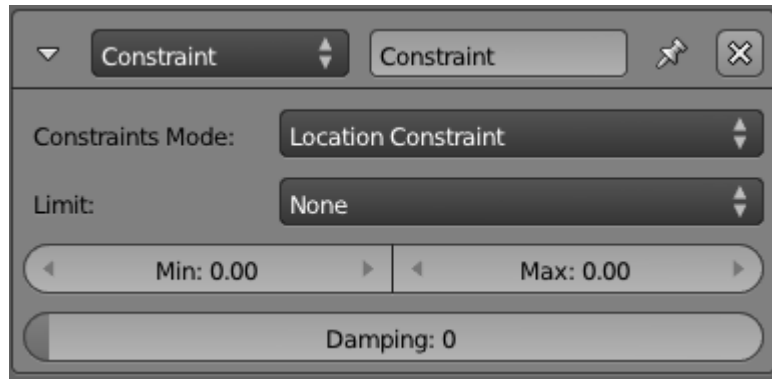 Constraint Constraint
Constraints Mode: Location Constraint
Limit: None
Min: 0.00 Max: 0.00
Damping: 0